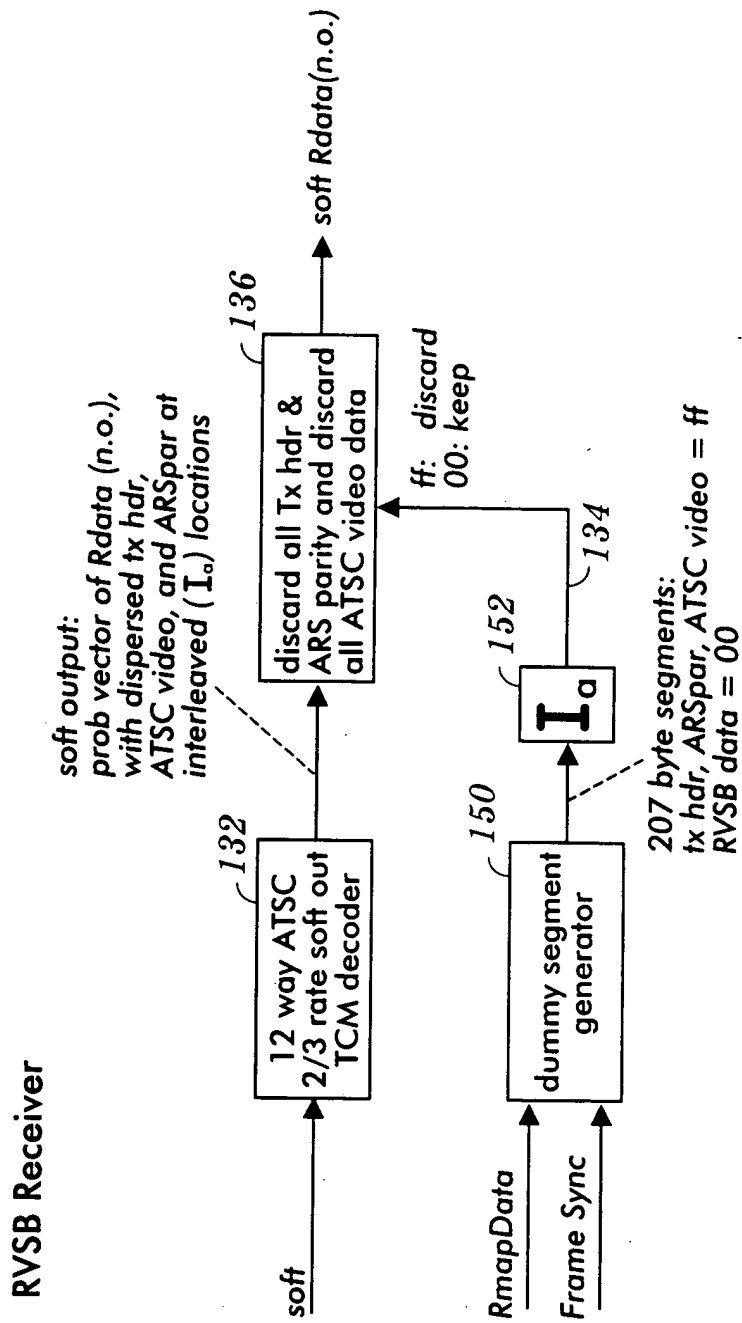 RVSB Receiver
soft
132
12 way ATSC
2/3 rate soft out
TCM decoder
soft output:
prob vector of Rdata (n.o.),
with dispersed tx hdr,
ATSC video, and ARSpar at
interleaved (Ia) locations
136
discard all Tx hdr &
ARS parity and discard
all ATSC video data
soft Rdata(n.o.)
ff: discard
00: keep
134
RmapData
Frame Sync
150
dummy segment
generator
152
Ia
207 byte segments:
tx hdr, ARSpar, ATSC video = ff
RVSB data = 00